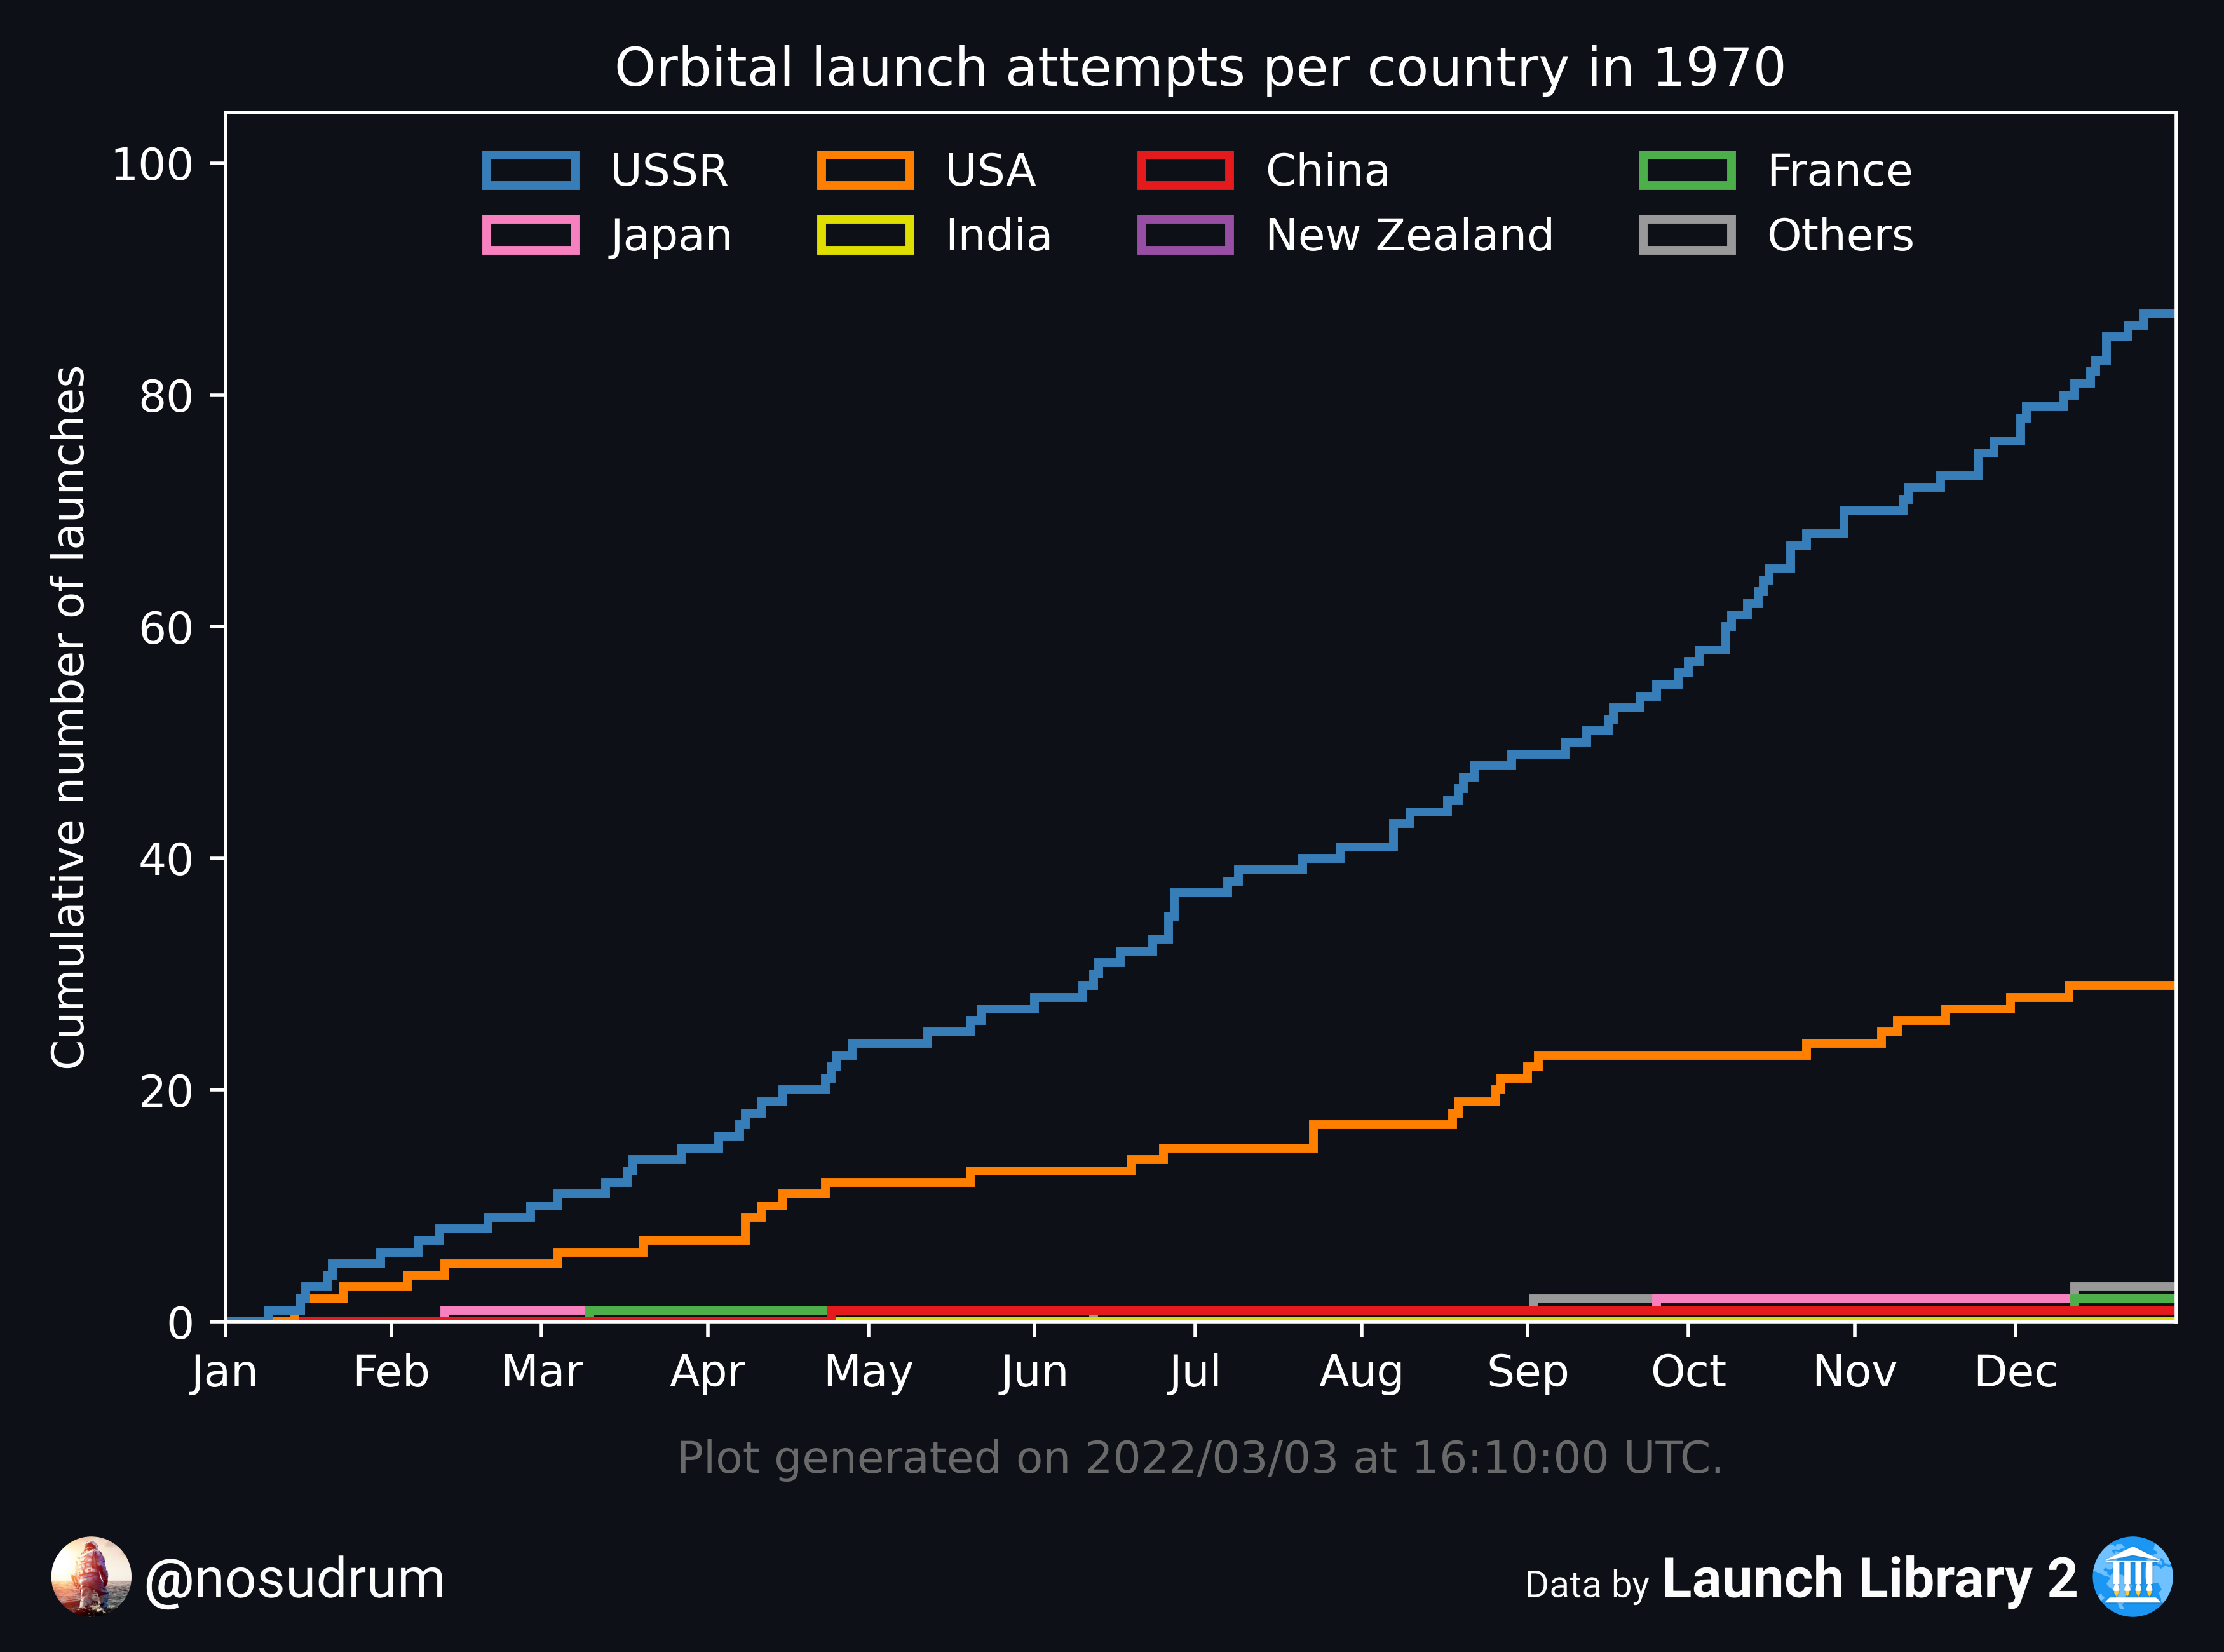 Orbital launch attempts per country in 1970
USSR USA China France
Japan India New Zealand Others
Cumulative number of launches
100
80
60
40
20
0
Jan Feb Mar Apr May Jun Jul Aug Sep Oct Nov Dec
Plot generated on 2022/03/03 at 16:10:00 UTC.
@nosudrum
Data by Launch Library 2